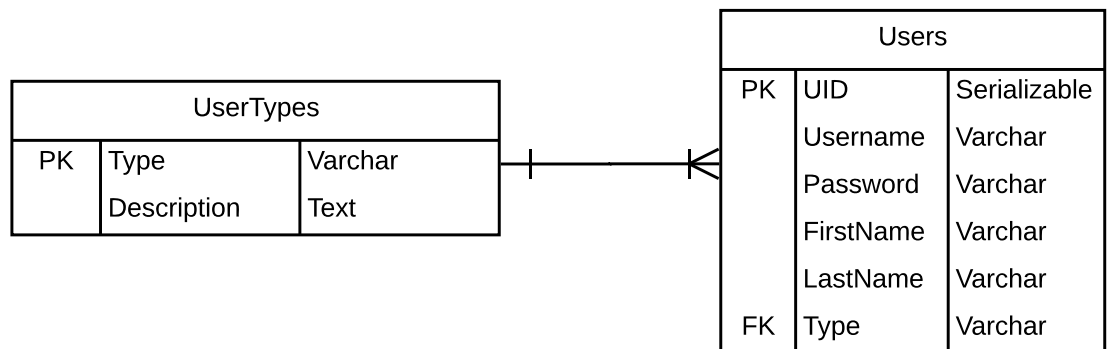 UserTypes
PK Type Varchar
Description Text
Users
PK UID Serializable
Username Varchar
Password Varchar
FirstName Varchar
LastName Varchar
FK Type Varchar